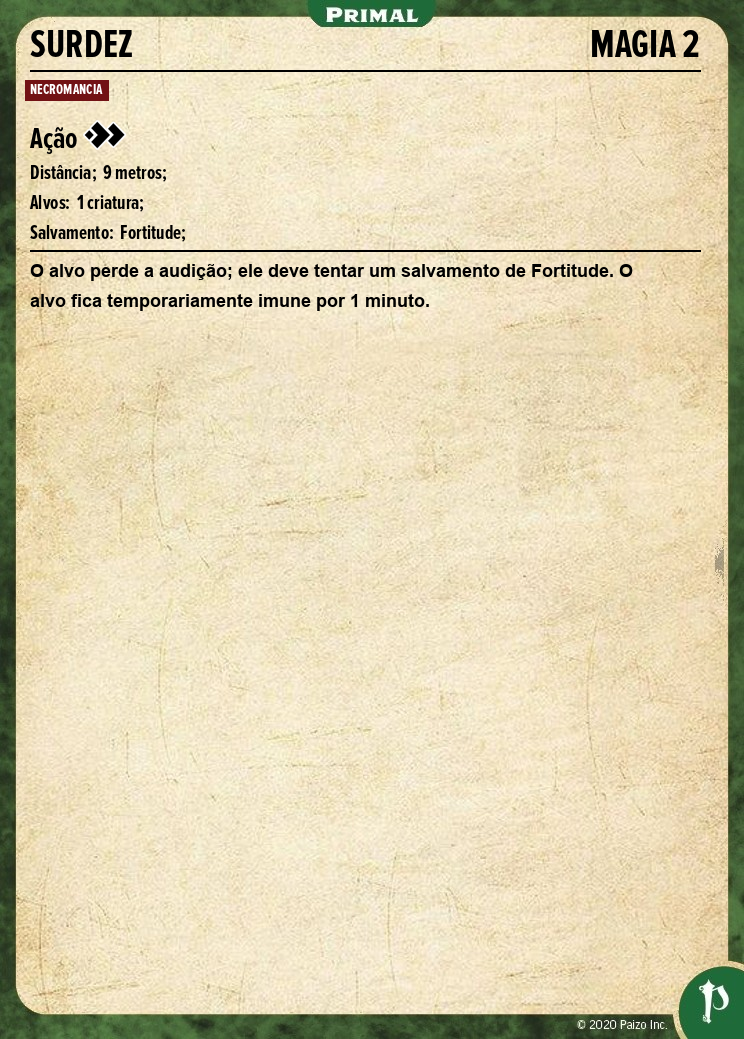 PRIMAL
SURDEZ
MAGIA 2
NECROMANCIA
Ação
Distância; 9 metros;
Alvos: 1 criatura;
Salvamento: Fortitude;
O alvo perde a audição; ele deve tentar um salvamento de Fortitude. O
alvo fica temporariamente imune por 1 minuto.
© 2020 Paizo Inc.